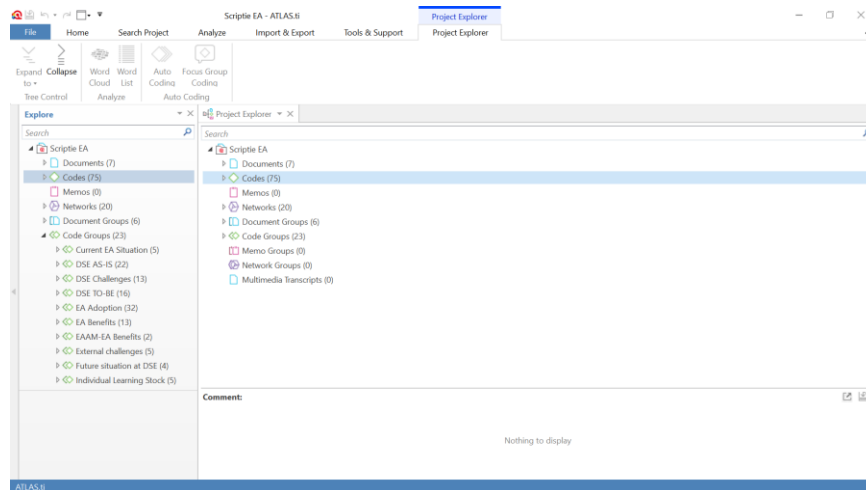 Scriptie EA - ATLAS.ti
Project Explorer
File Home Search Project Analyze Import & Export Tools & Support Project Explorer
Expand to Collapse Word Cloud Word List Auto Coding Focus Group Coding
Tree Control Analyze Auto Coding
Explore
Search
Scriptie EA
Documents (7)
Codes (75)
Memos (0)
Networks (20)
Document Groups (6)
Code Groups (23)
Current EA Situation (5)
DSE AS-IS (22)
DSE Challenges (13)
DSE TO-BE (16)
EA Adoption (32)
EA Benefits (13)
EAAM-EA Benefits (2)
External challenges (5)
Future situation at DSE (4)
Individual Learning Stock (5)
Project Explorer
Search
Scriptie EA
Documents (7)
Codes (75)
Memos (0)
Networks (20)
Document Groups (6)
Code Groups (23)
Memo Groups (0)
Network Groups (0)
Multimedia Transcripts (0)
Comment:
Nothing to display
ATLAS.ti